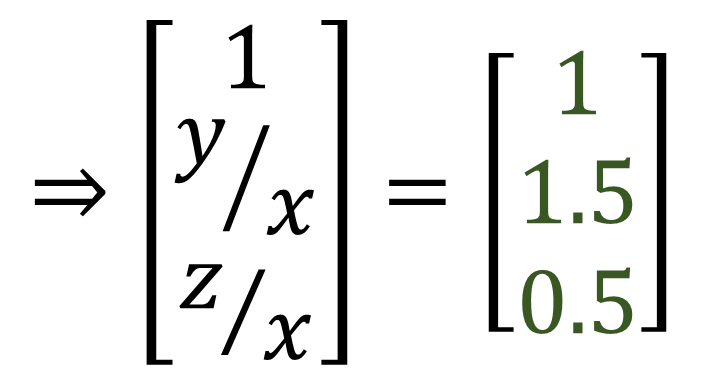 ⇒ [1 y/x z/x] = [1 1.5 0.5]